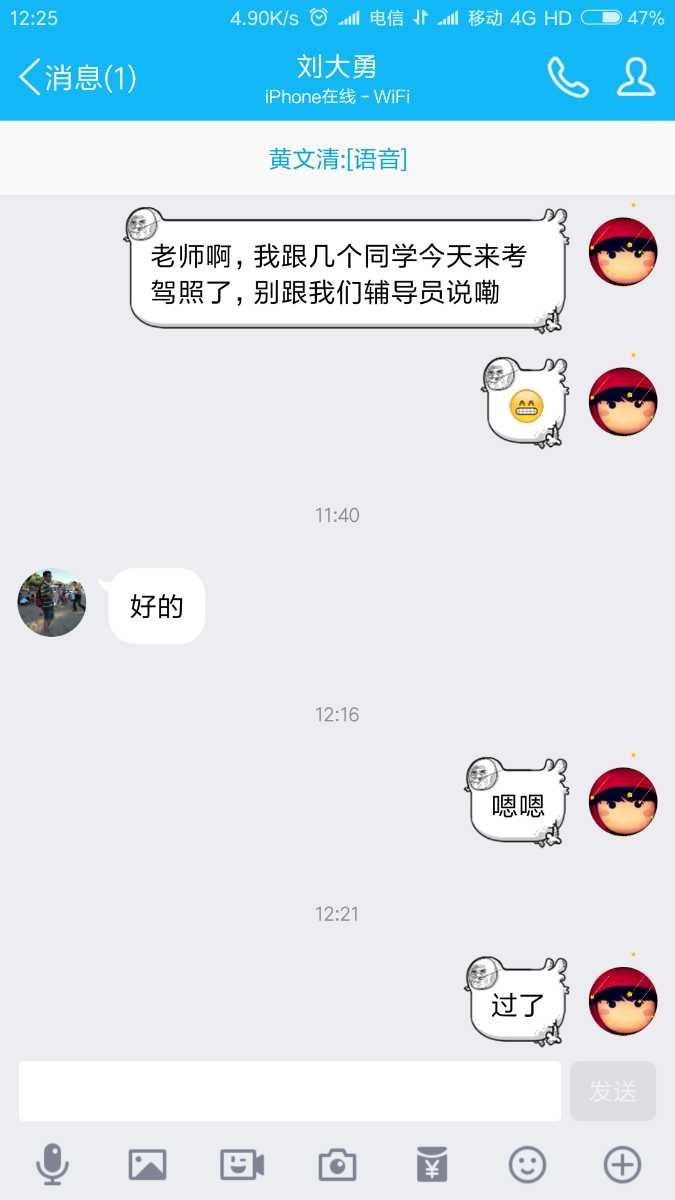 12:25 4.90K/s 电信 移动 4G HD 47%
消息(1)
刘大勇
iPhone在线 - WiFi
黄文清:[语音]
老师啊，我跟几个同学今天来考
驾照了，别跟我们辅导员说嘞
11:40
好的
12:16
嗯嗯
12:21
过了
发送